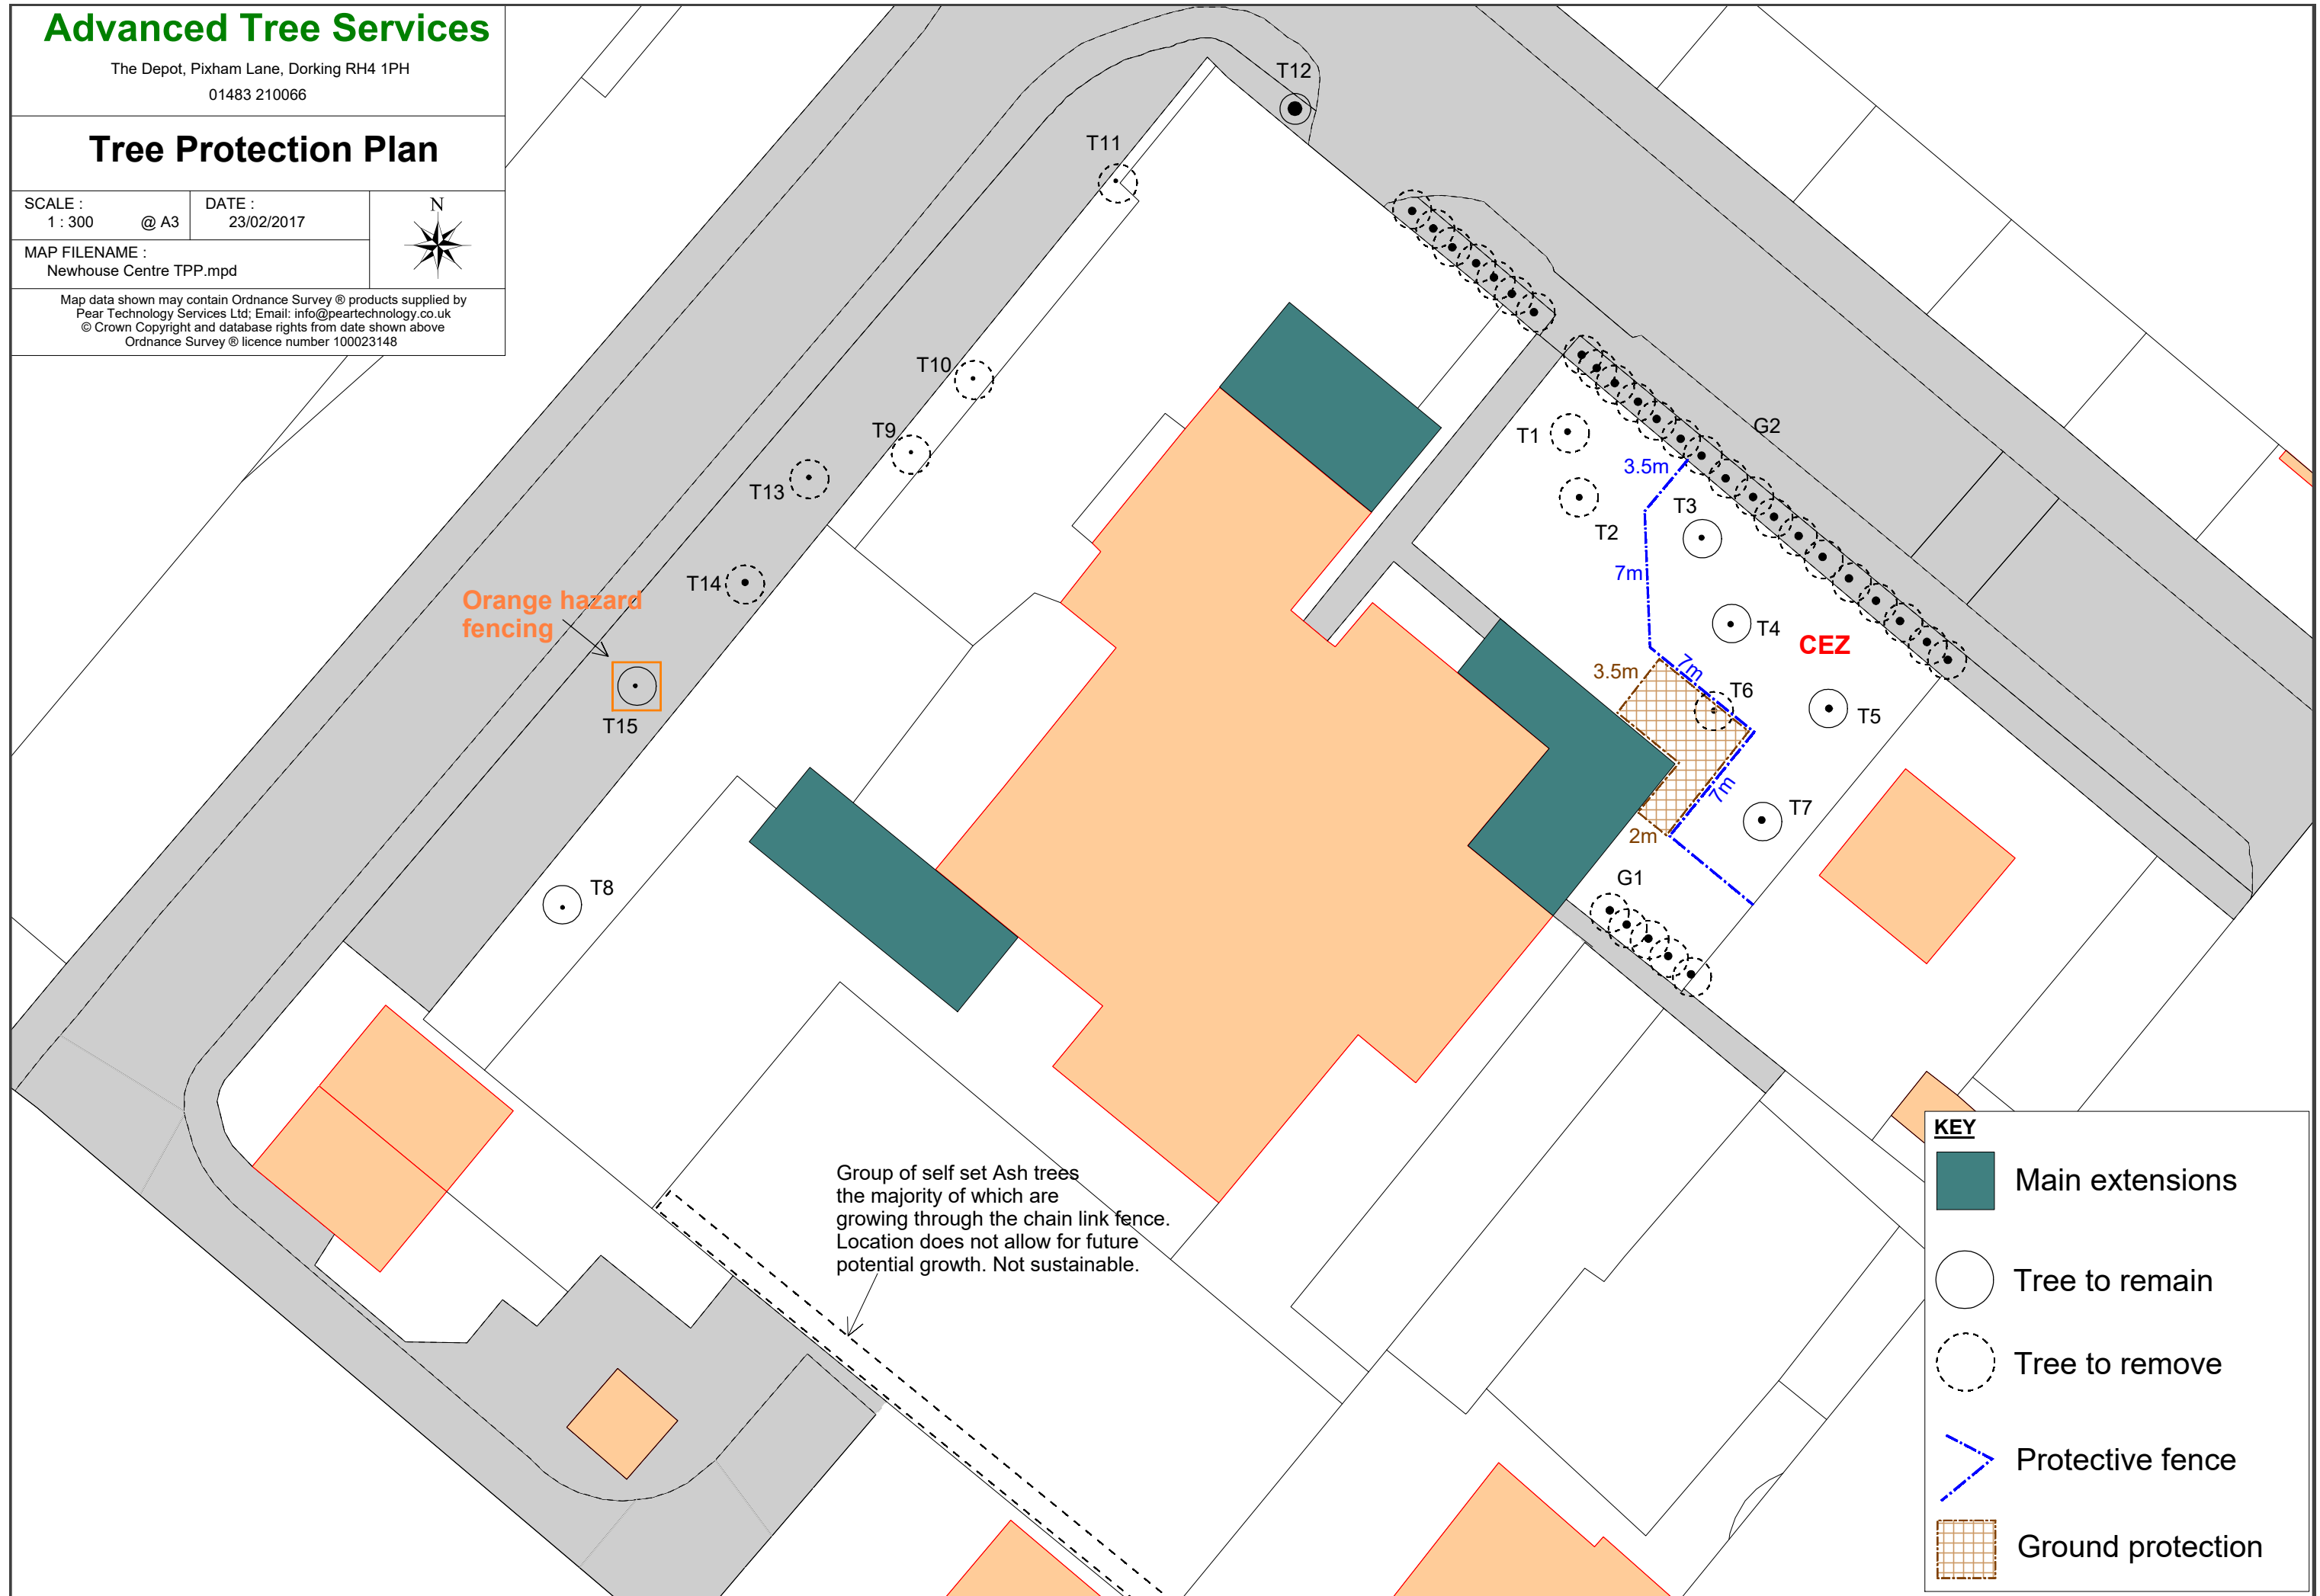 Advanced Tree Services
The Depot, Pixham Lane, Dorking RH4 1PH
01483 210066
Tree Protection Plan
SCALE :
1 : 300 @ A3
DATE :
23/02/2017
N
MAP FILENAME :
Newhouse Centre TPP.mpd
Map data shown may contain Ordnance Survey ® products supplied by
Pear Technology Services Ltd; Email: info@peartechnology.co.uk
© Crown Copyright and database rights from date shown above
Ordnance Survey ® licence number 100023148
T12
T11
T10
T9
T13
T14
Orange hazard
fencing
T15
T8
G2
T1
3.5m
T2
T3
7m
T4
CEZ
3.5m
7m
T6
T5
7m
T7
2m
G1
Group of self set Ash trees
the majority of which are
growing through the chain link fence.
Location does not allow for future
potential growth. Not sustainable.
KEY
Main extensions
Tree to remain
Tree to remove
Protective fence
Ground protection